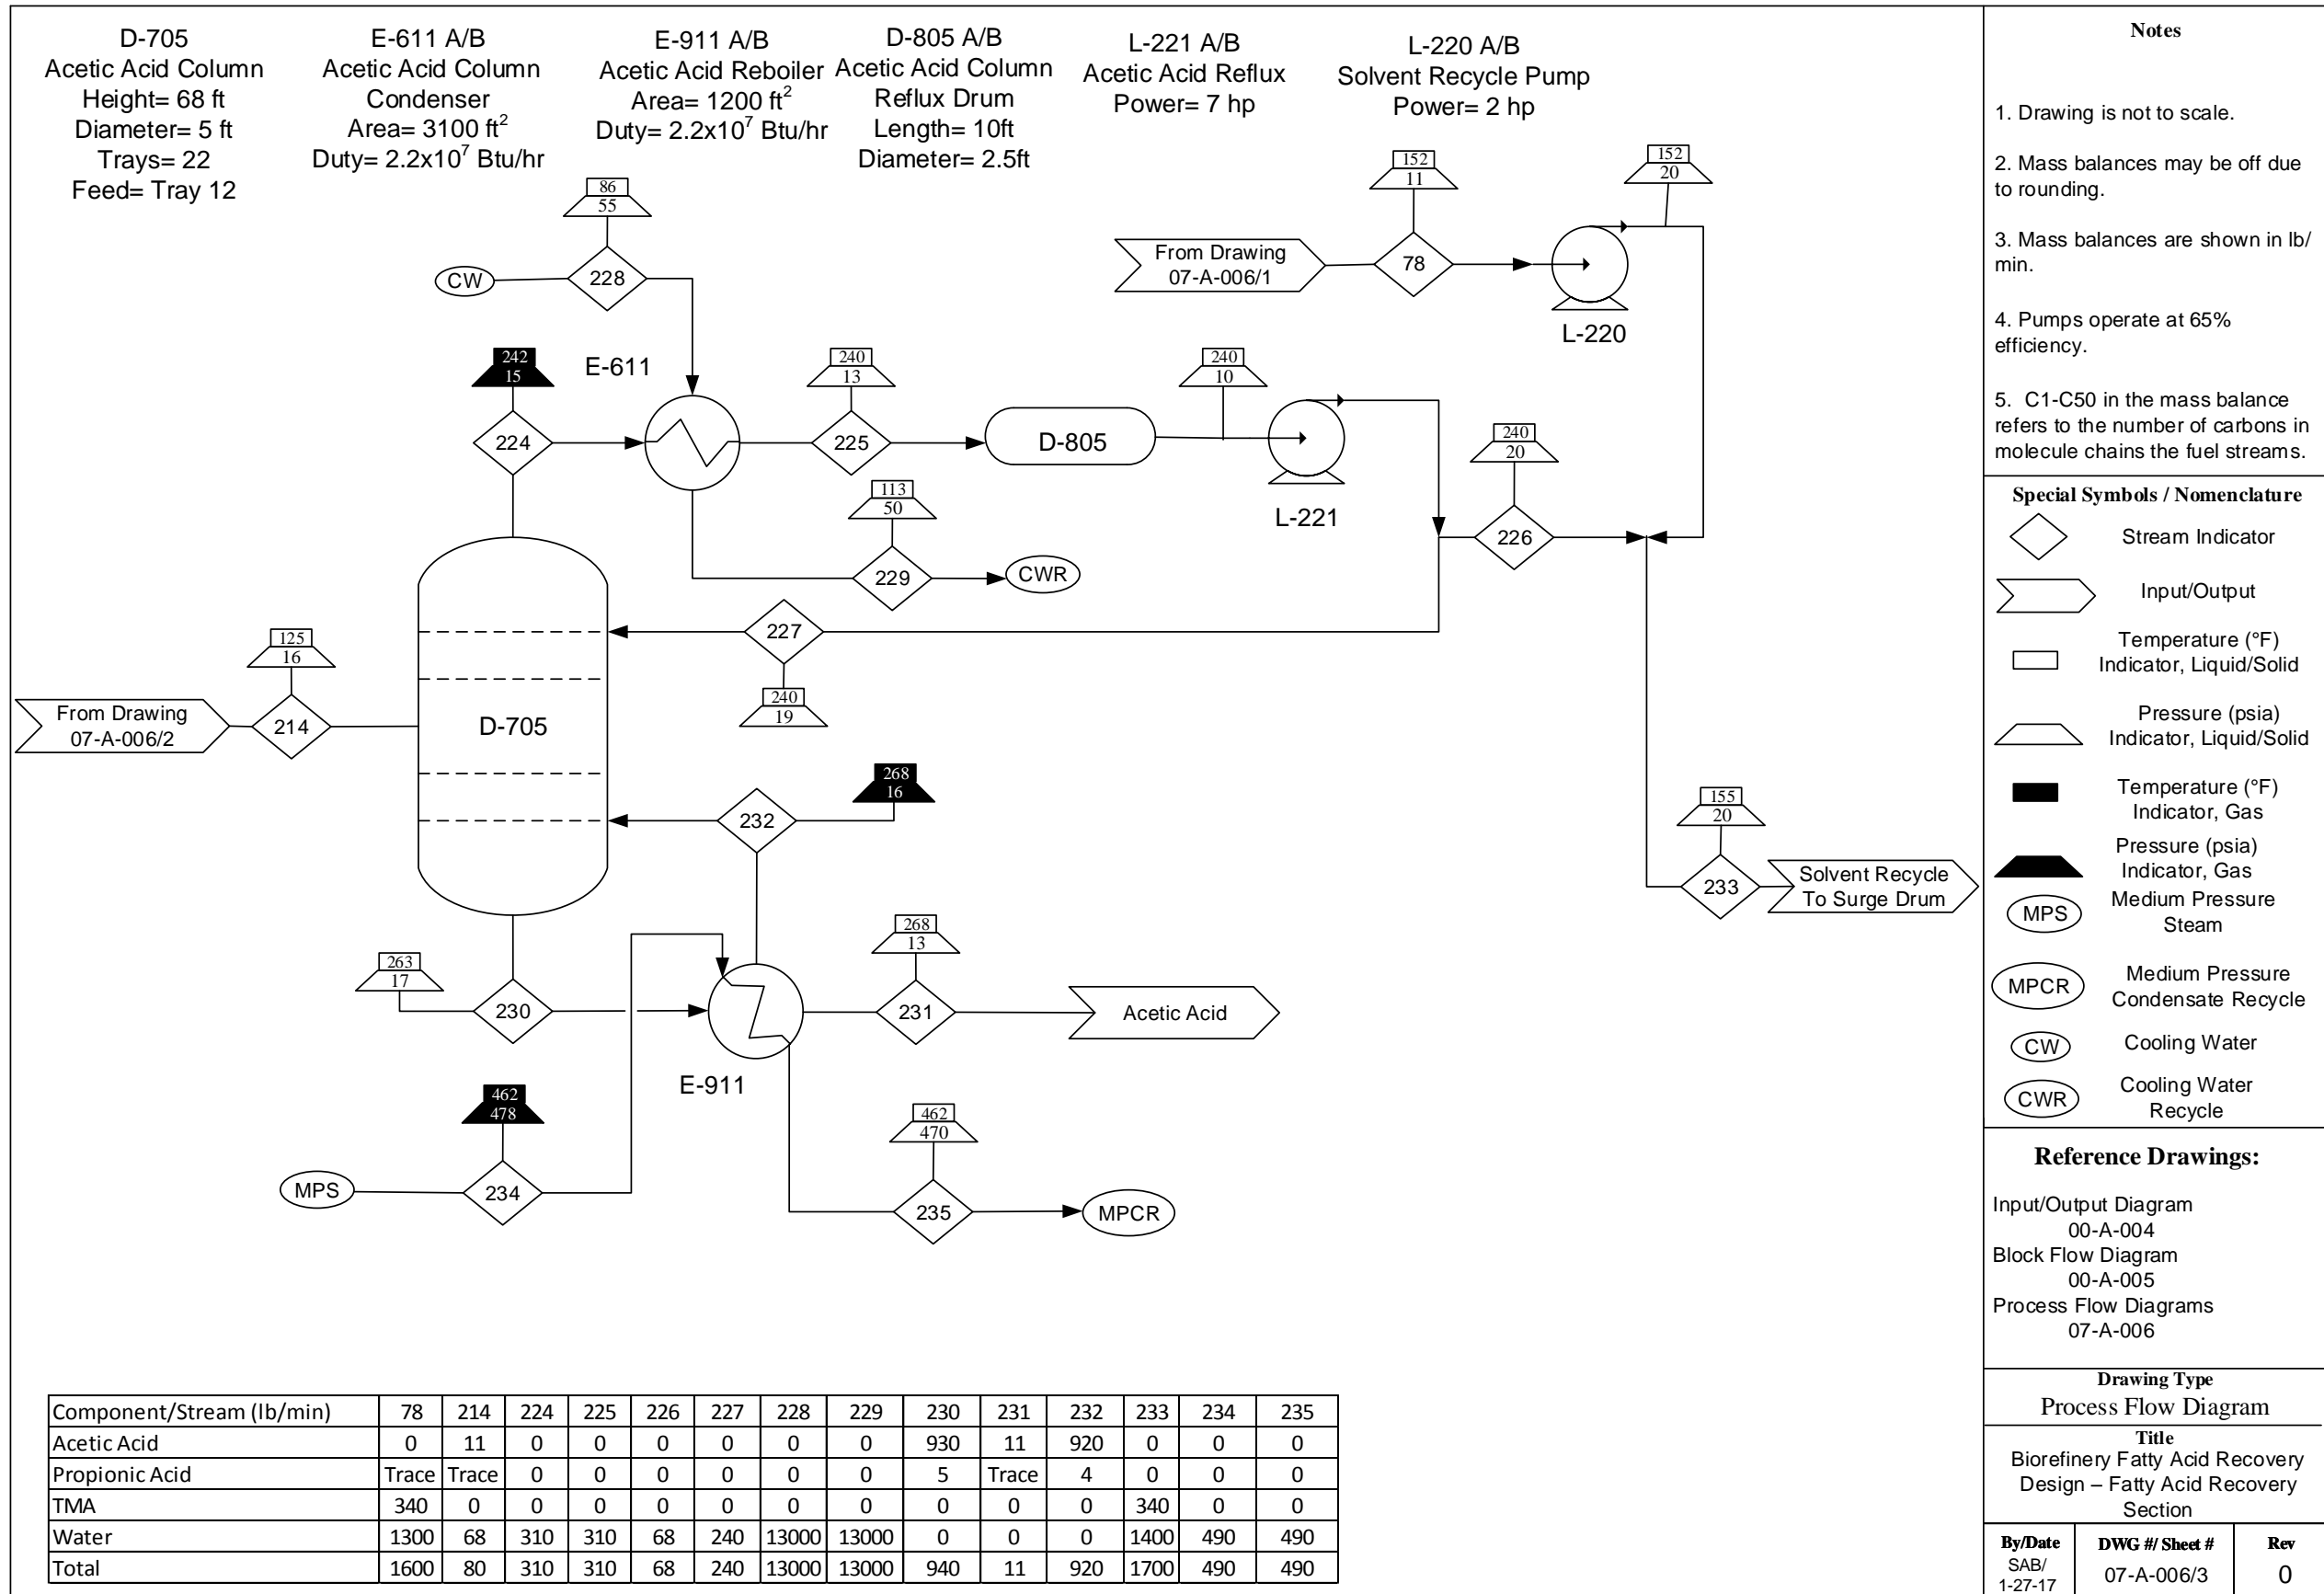 D-705
Acetic Acid Column
Height= 68 ft
Diameter= 5 ft
Trays= 22
Feed= Tray 12
E-611 A/B
Acetic Acid Column
Condenser
Area= 3100 ft²
Duty= 2.2x10⁷ Btu/hr
E-911 A/B
Acetic Acid Reboiler
Area= 1200 ft²
Duty= 2.2x10⁷ Btu/hr
D-805 A/B
Acetic Acid Column
Reflux Drum
Length= 10ft
Diameter= 2.5ft
L-221 A/B
Acetic Acid Reflux
Power= 7 hp
L-220 A/B
Solvent Recycle Pump
Power= 2 hp
86
55
228
CW
152
11
From Drawing
07-A-006/1
78
152
20
L-220
242
15
224
E-611
240
13
225
D-805
240
10
L-221
240
20
226
113
50
229
CWR
227
240
19
125
16
From Drawing
07-A-006/2
214
D-705
268
16
232
155
20
233
Solvent Recycle
To Surge Drum
263
17
230
268
13
231
Acetic Acid
E-911
462
478
MPS
234
462
470
235
MPCR
Component/Stream (lb/min) 78 214 224 225 226 227 228 229 230 231 232 233 234 235
Acetic Acid 0 11 0 0 0 0 0 0 930 11 920 0 0 0
Propionic Acid Trace Trace 0 0 0 0 0 0 5 Trace 4 0 0 0
TMA 340 0 0 0 0 0 0 0 0 0 0 340 0 0
Water 1300 68 310 310 68 240 13000 13000 0 0 0 1400 490 490
Total 1600 80 310 310 68 240 13000 13000 940 11 920 1700 490 490
Notes
1. Drawing is not to scale.
2. Mass balances may be off due
to rounding.
3. Mass balances are shown in lb/
min.
4. Pumps operate at 65%
efficiency.
5. C1-C50 in the mass balance
refers to the number of carbons in
molecule chains the fuel streams.
Special Symbols / Nomenclature
Stream Indicator
Input/Output
Temperature (°F)
Indicator, Liquid/Solid
Pressure (psia)
Indicator, Liquid/Solid
Temperature (°F)
Indicator, Gas
Pressure (psia)
Indicator, Gas
MPS Medium Pressure
Steam
MPCR Medium Pressure
Condensate Recycle
CW Cooling Water
CWR Cooling Water
Recycle
Reference Drawings:
Input/Output Diagram
00-A-004
Block Flow Diagram
00-A-005
Process Flow Diagrams
07-A-006
Drawing Type
Process Flow Diagram
Title
Biorefinery Fatty Acid Recovery
Design – Fatty Acid Recovery
Section
By/Date
SAB/
1-27-17
DWG #/ Sheet #
07-A-006/3
Rev
0